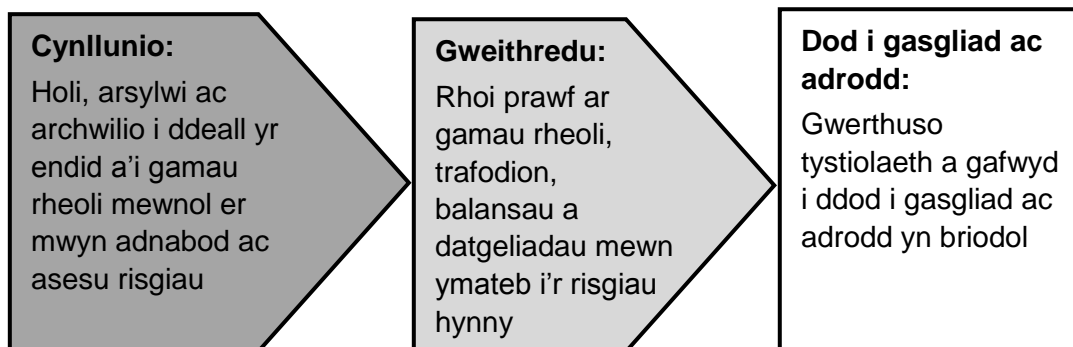 Cynllunio:
Holi, arsylwi ac
archwilio i ddeall yr
endid a'i gamau
rheoli mewnol er
mwyn adnabod ac
asesu risgiau
Gweithredu:
Rhoi prawf ar
gamau rheoli,
trafodion,
balansau a
datgeliadau mewn
ymateb i'r risgiau
hynny
Dod i gasgliad ac
adrodd:
Gwerthuso
tystiolaeth a gafwyd
i ddod i gasgliad ac
adrodd yn briodol